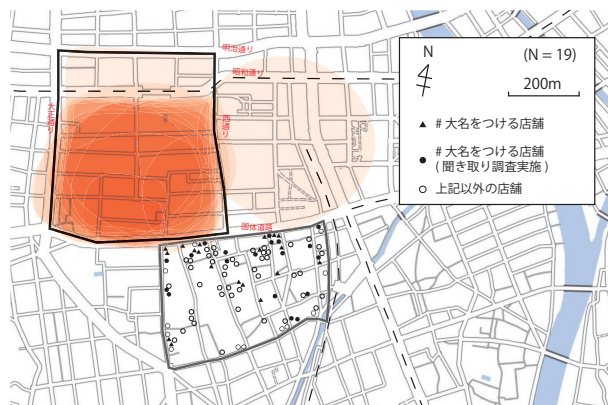 明治通り
昭和通り
大正通り
西通り
国体道路
N
(N = 19)
200m
# 大名をつける店舗
# 大名をつける店舗
( 聞き取り調査実施 )
上記以外の店舗